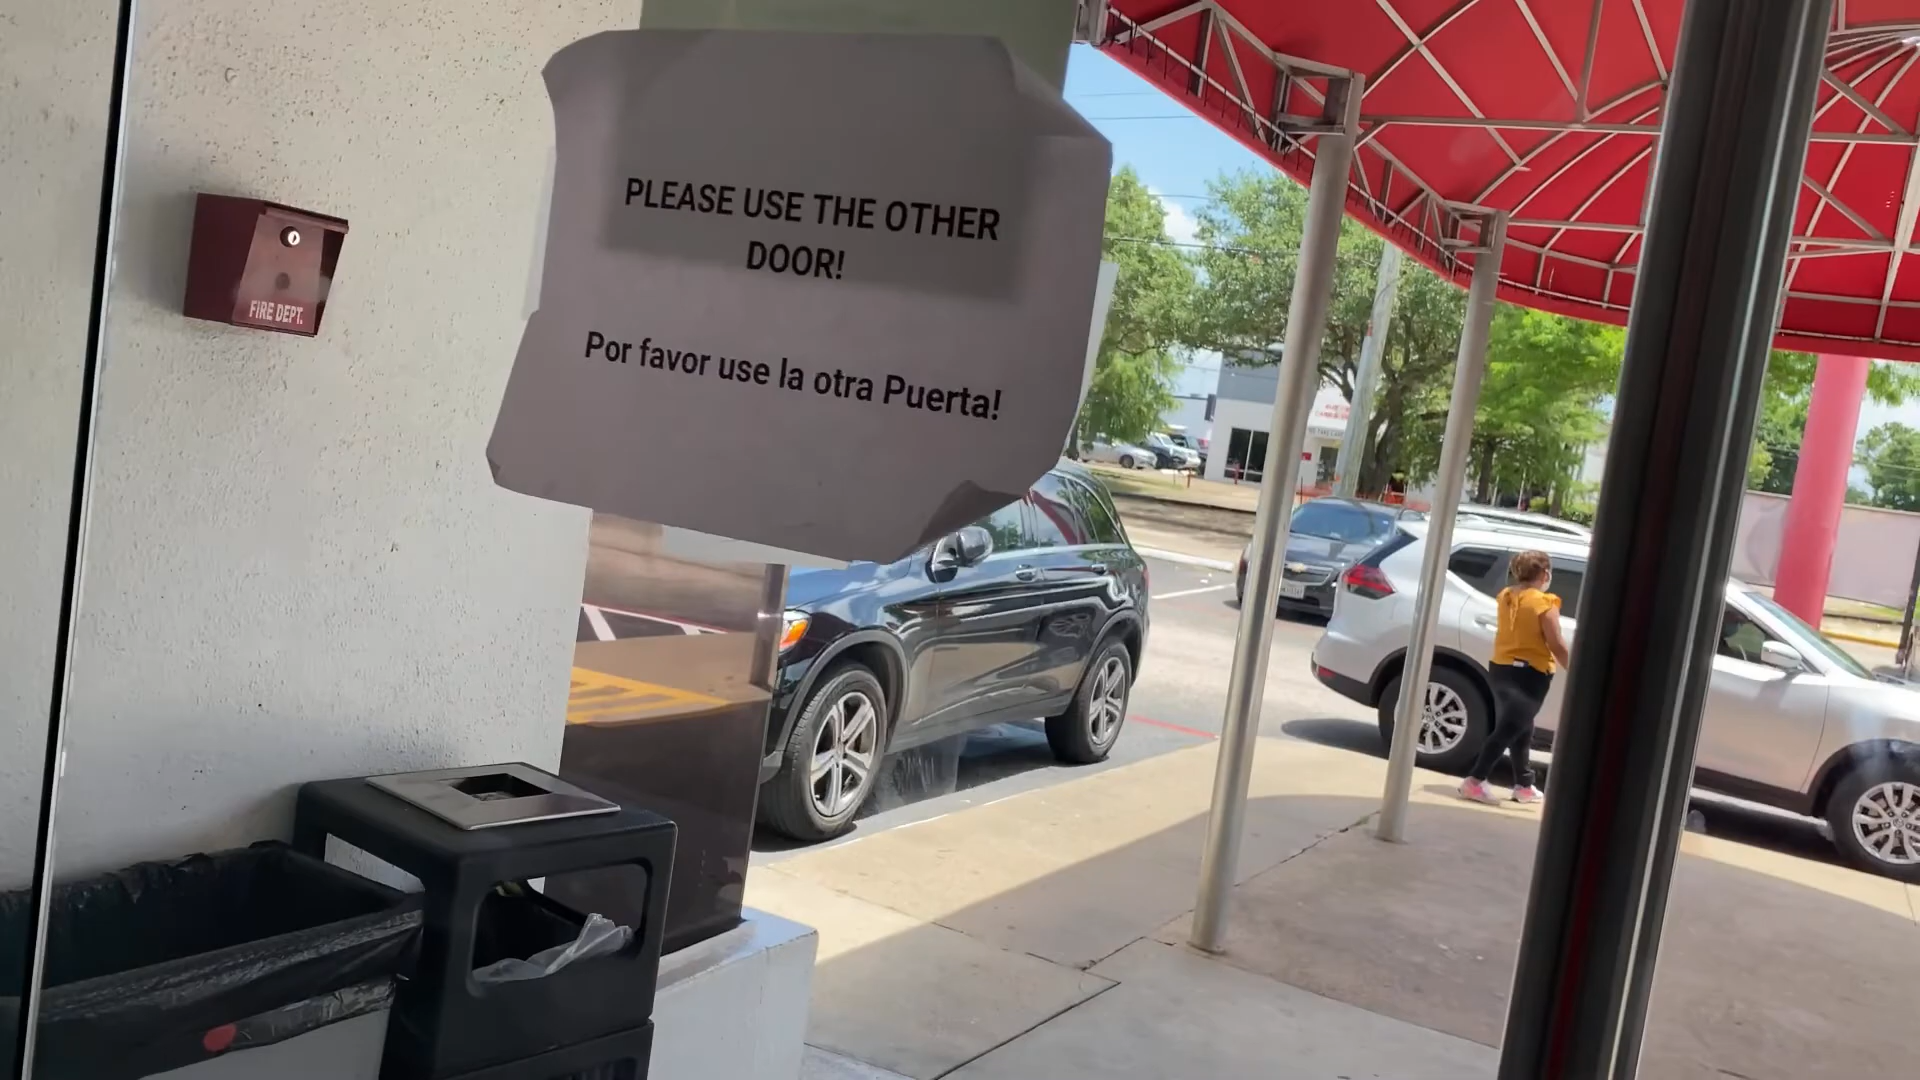 PLEASE USE THE OTHER
DOOR!
Por favor use la otra Puerta!
FIRE DEPT.